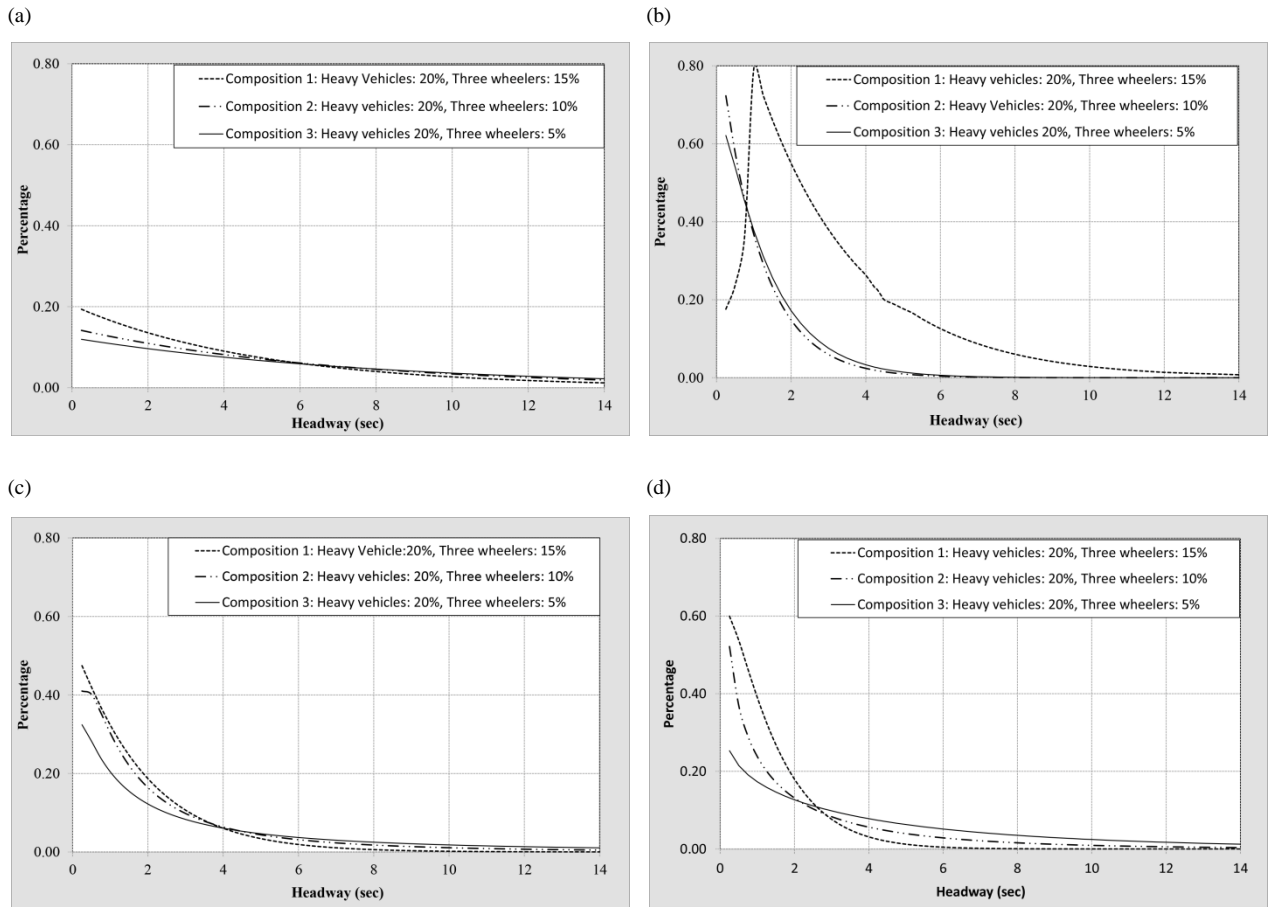 (a)
0.80
0.60
0.40
0.20
0.00
Percentage
Composition 1: Heavy Vehicles: 20%, Three wheelers: 15%
Composition 2: Heavy vehicles: 20%, Three wheelers: 10%
Composition 3: Heavy vehicles 20%, Three wheelers: 5%
0 2 4 6 8 10 12 14
Headway (sec)
(b)
0.80
0.60
0.40
0.20
0.00
Percentage
Composition 1: Heavy vehicles: 20%, Three wheelers: 15%
Composition 2: Heavy Vehicles: 20%, Three wheelers: 10%
Composition 3: Heavy vehicles 20%, Three wheelers: 5%
0 2 4 6 8 10 12 14
Headway (sec)
(c)
0.80
0.60
0.40
0.20
0.00
Percentage
Composition 1: Heavy Vehicle:20%, Three wheelers: 15%
Composition 2: Heavy vehicles: 20%, Three wheelers: 10%
Composition 3: Heavy vehicles: 20%, Three wheelers: 5%
0 2 4 6 8 10 12 14
Headway (sec)
(d)
0.80
0.60
0.40
0.20
0.00
Percentage
Composition 1: Heavy vehicles: 20%, Three wheelers: 15%
Composition 2: Heavy vehicles: 20%, Three wheelers: 10%
Composition 3: Heavy vehicles: 20%, Three wheelers: 5%
0 2 4 6 8 10 12 14
Headway (sec)